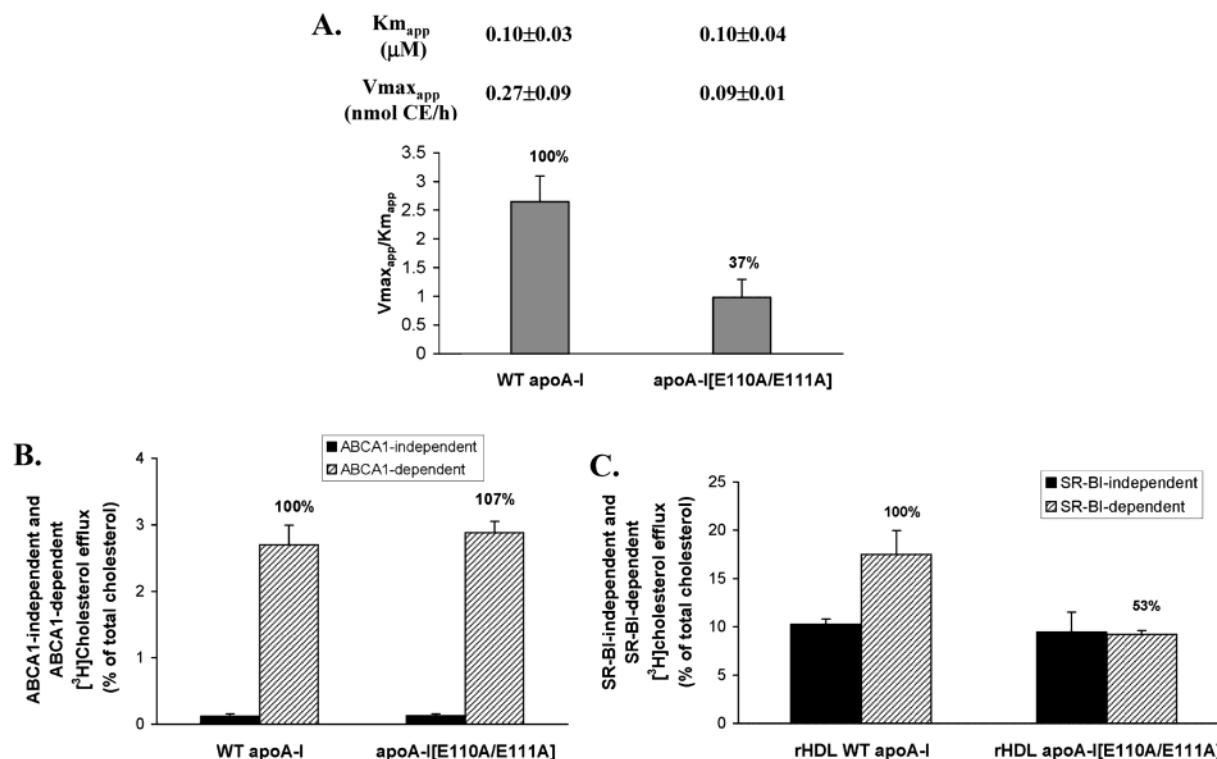 A.
Km_app 0.10±0.03 0.10±0.04
(μM)
Vmax_app 0.27±0.09 0.09±0.01
(nmol CE/h)
3.5
3
2.5
2
1.5
1
0.5
0
Vmax_app/Km_app
100%
37%
WT apoA-I apoA-I[E110A/E111A]
B.
ABCA1-independent
ABCA1-dependent
ABCA1-independent and
ABCA1-dependent
[³H]Cholesterol efflux
(% of total cholesterol)
4
3
2
1
0
100%
107%
WT apoA-I apoA-I[E110A/E111A]
C.
SR-BI-independent
SR-BI-dependent
SR-BI-independent and
SR-BI-dependent
[³H]cholesterol efflux
(% of total cholesterol)
25
20
15
10
5
0
100%
53%
rHDL WT apoA-I rHDL apoA-I[E110A/E111A]